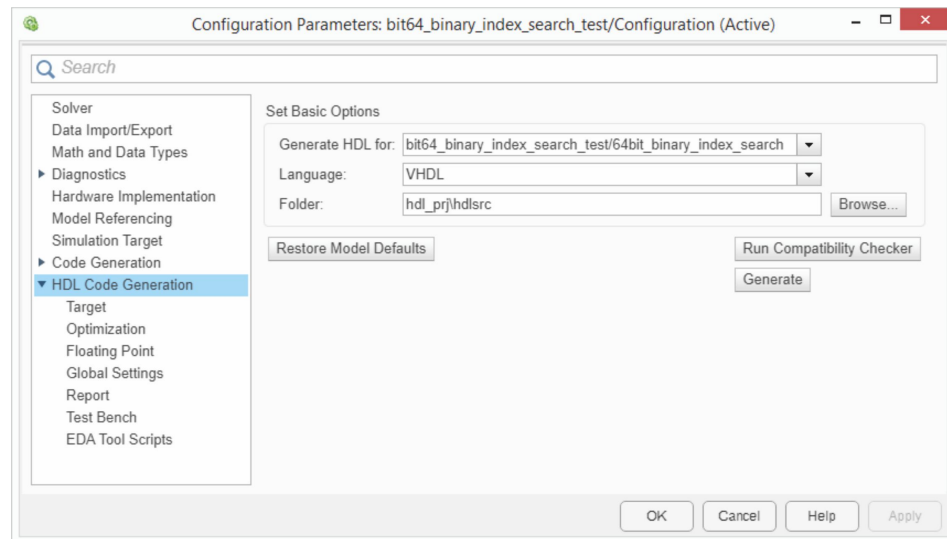 Configuration Parameters: bit64_binary_index_search_test/Configuration (Active)
Search
Solver
Data Import/Export
Math and Data Types
Diagnostics
Hardware Implementation
Model Referencing
Simulation Target
Code Generation
HDL Code Generation
Target
Optimization
Floating Point
Global Settings
Report
Test Bench
EDA Tool Scripts
Set Basic Options
Generate HDL for: bit64_binary_index_search_test/64bit_binary_index_search
Language: VHDL
Folder: hdl_prj\hdlsrc Browse...
Restore Model Defaults Run Compatibility Checker
Generate
OK Cancel Help Apply